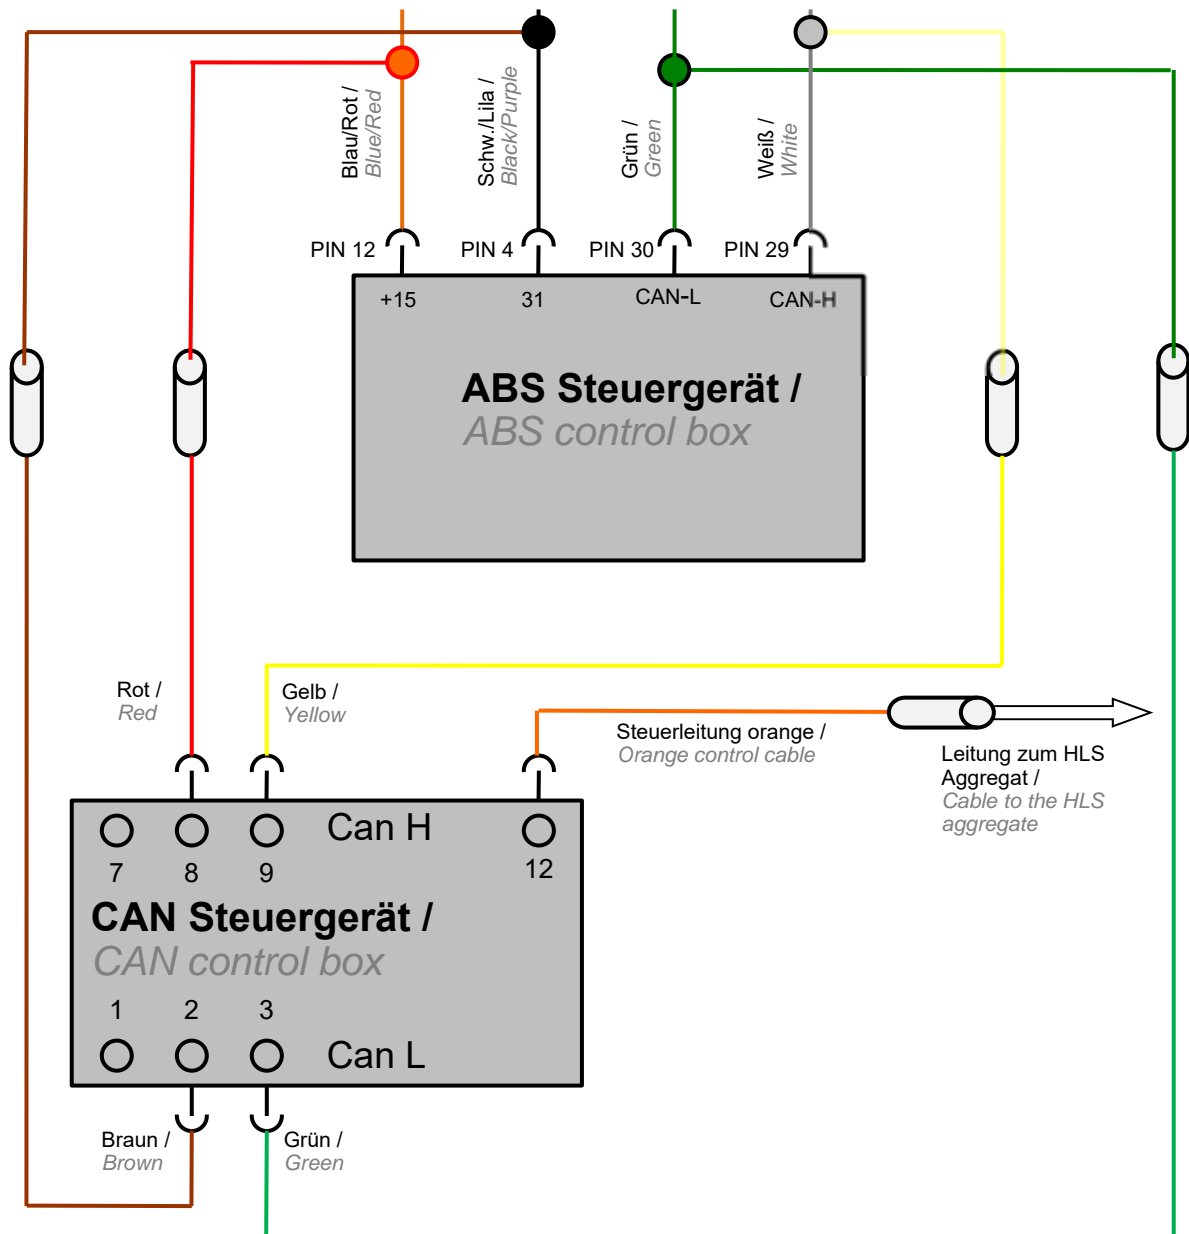 Blau/Rot /
Blue/Red
Schw./Lila /
Black/Purple
Grün /
Green
Weiß /
White
PIN 12
PIN 4
PIN 30
PIN 29
+15
31
CAN-L
CAN-H
ABS Steuergerät /
ABS control box
Rot /
Red
Gelb /
Yellow
Steuerleitung orange /
Orange control cable
Leitung zum HLS
Aggregat /
Cable to the HLS
aggregate
Can H
7
8
9
12
CAN Steuergerät /
CAN control box
1
2
3
Can L
Braun /
Brown
Grün /
Green